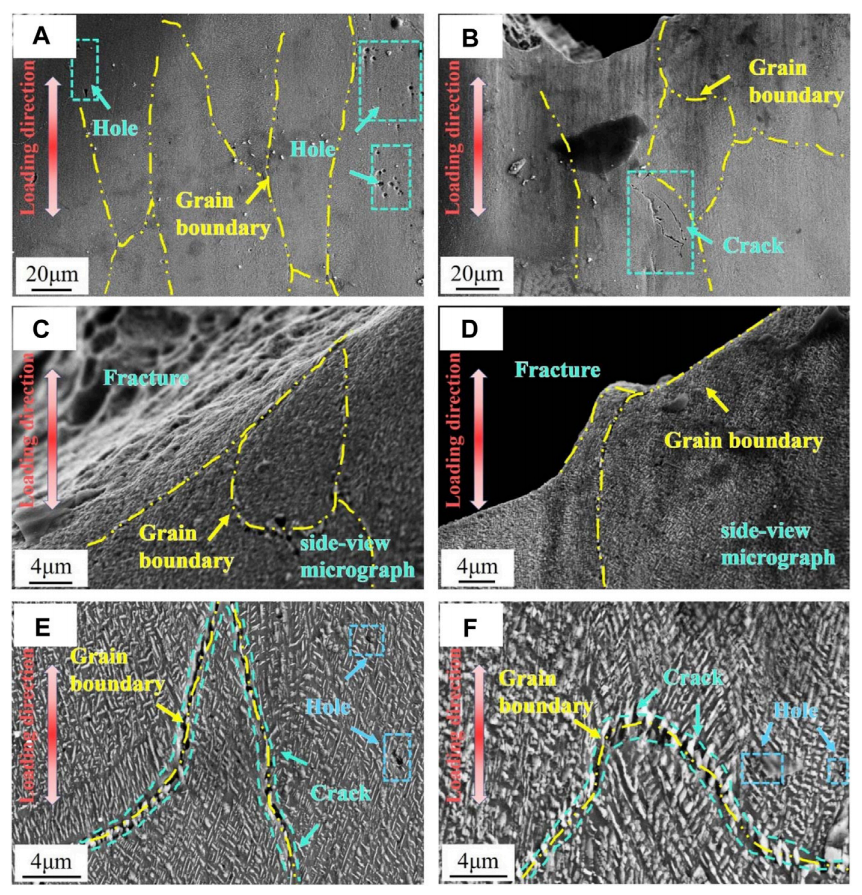 A
Loading direction
Hole
Hole
Grain
boundary
20μm
B
Loading direction
Grain
boundary
Crack
20μm
C
Loading direction
Fracture
Grain
boundary
side-view
micrograph
4μm
D
Loading direction
Fracture
Grain boundary
side-view
micrograph
4μm
E
Loading direction
Grain
boundary
Hole
Crack
4μm
F
Loading direction
Grain
boundary
Crack
Hole
4μm